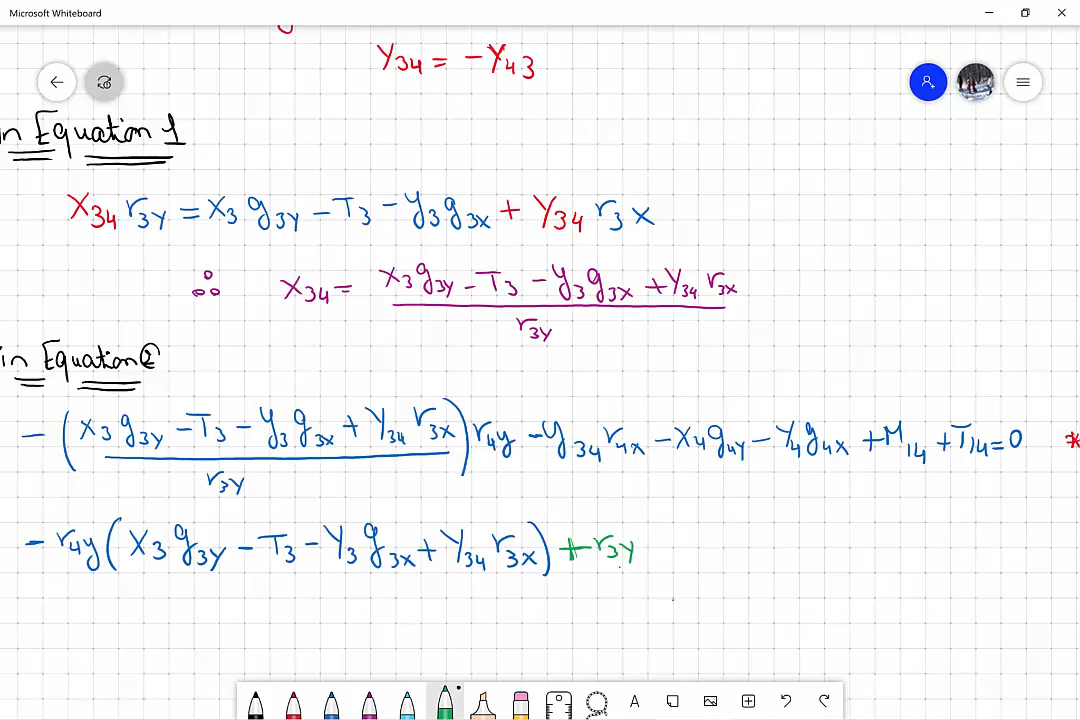 Microsoft Whiteboard
Y34 = -Y43
in Equation 1
X34 r3y = X3 g3y - T3 - y3 g3x + Y34 r3x
∴ X34 = (X3 g3y - T3 - y3 g3x + Y34 r3x) / r3y
in Equation 2
- ((X3 g3y - T3 - y3 g3x + Y34 r3x) / r3y) r4y - y34 r4x - X4 g4y - Y4 g4x + M14 + T14 = 0 *
- r4y (X3 g3y - T3 - Y3 g3x + Y34 r3x) + r3y
A